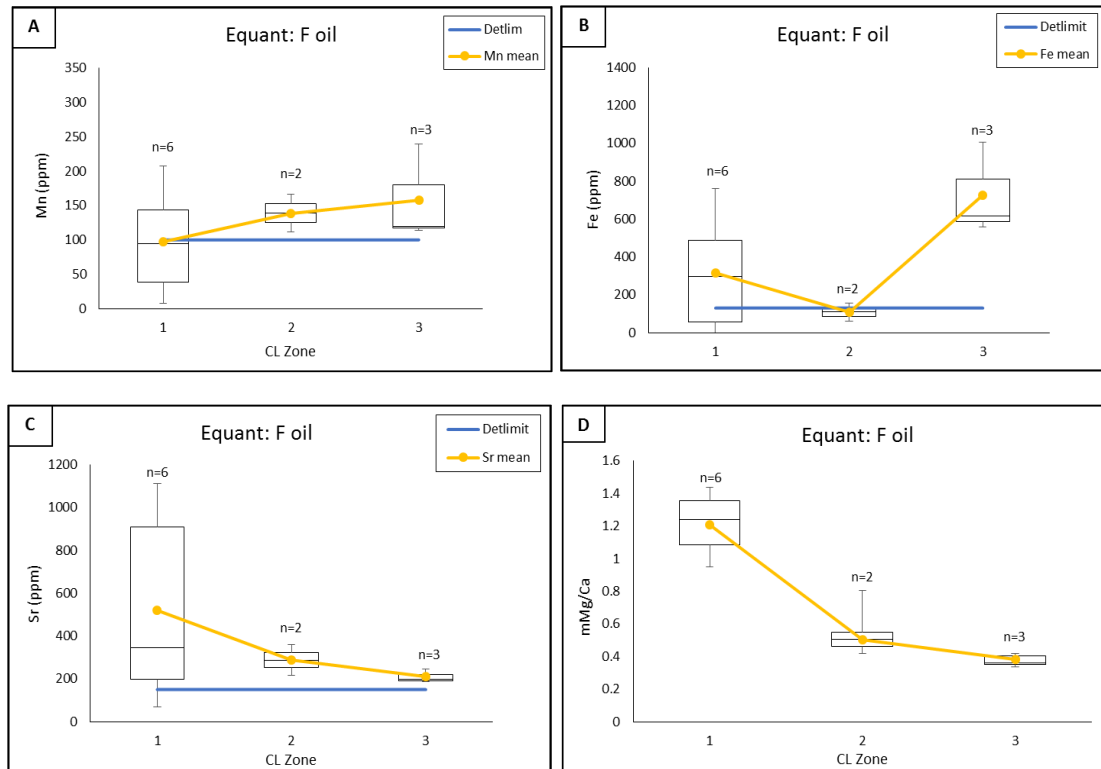 A
Equant: F oil
Detlim
Mn mean
350
300
250
200
150
100
50
0
Mn (ppm)
n=6
n=2
n=3
1 2 3
CL Zone
B
Equant: F oil
Detlimit
Fe mean
1400
1200
1000
800
600
400
200
0
Fe (ppm)
n=6
n=2
n=3
1 2 3
CL Zone
C
Equant: F oil
Detlimit
Sr mean
1200
1000
800
600
400
200
0
Sr (ppm)
n=6
n=2
n=3
1 2 3
CL Zone
D
Equant: F oil
1.6
1.4
1.2
1
0.8
0.6
0.4
0.2
0
mMg/Ca
n=6
n=2
n=3
1 2 3
CL Zone